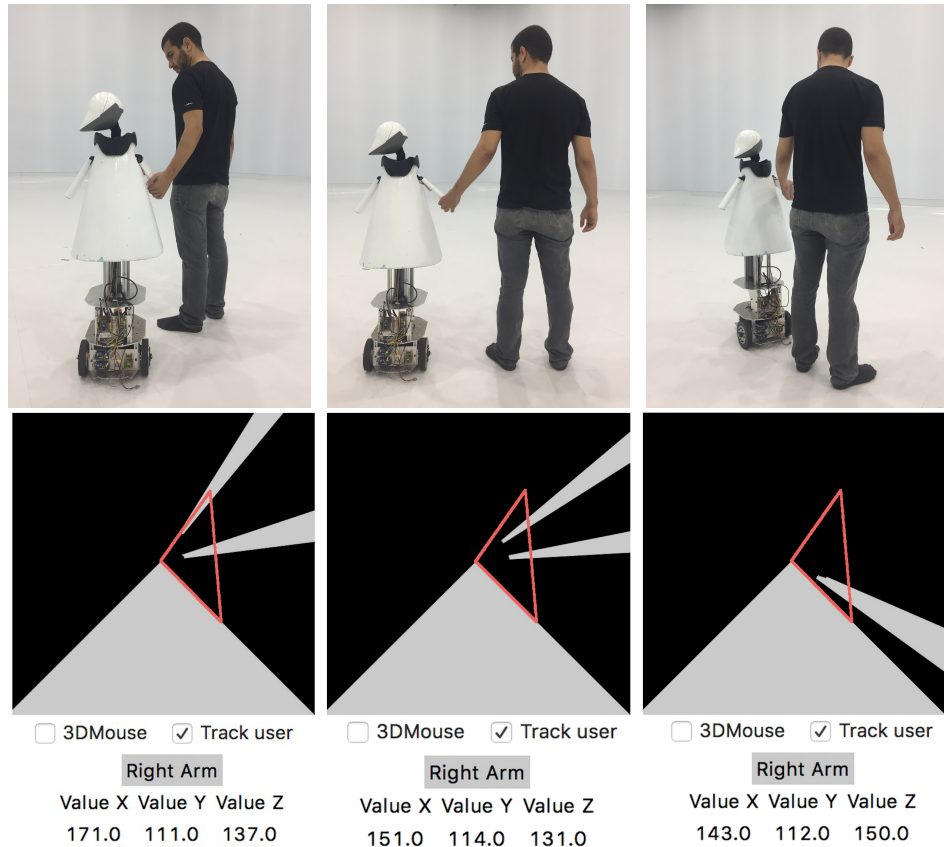 3DMouse Track user
Right Arm
Value X Value Y Value Z
171.0 111.0 137.0
3DMouse Track user
Right Arm
Value X Value Y Value Z
151.0 114.0 131.0
3DMouse Track user
Right Arm
Value X Value Y Value Z
143.0 112.0 150.0